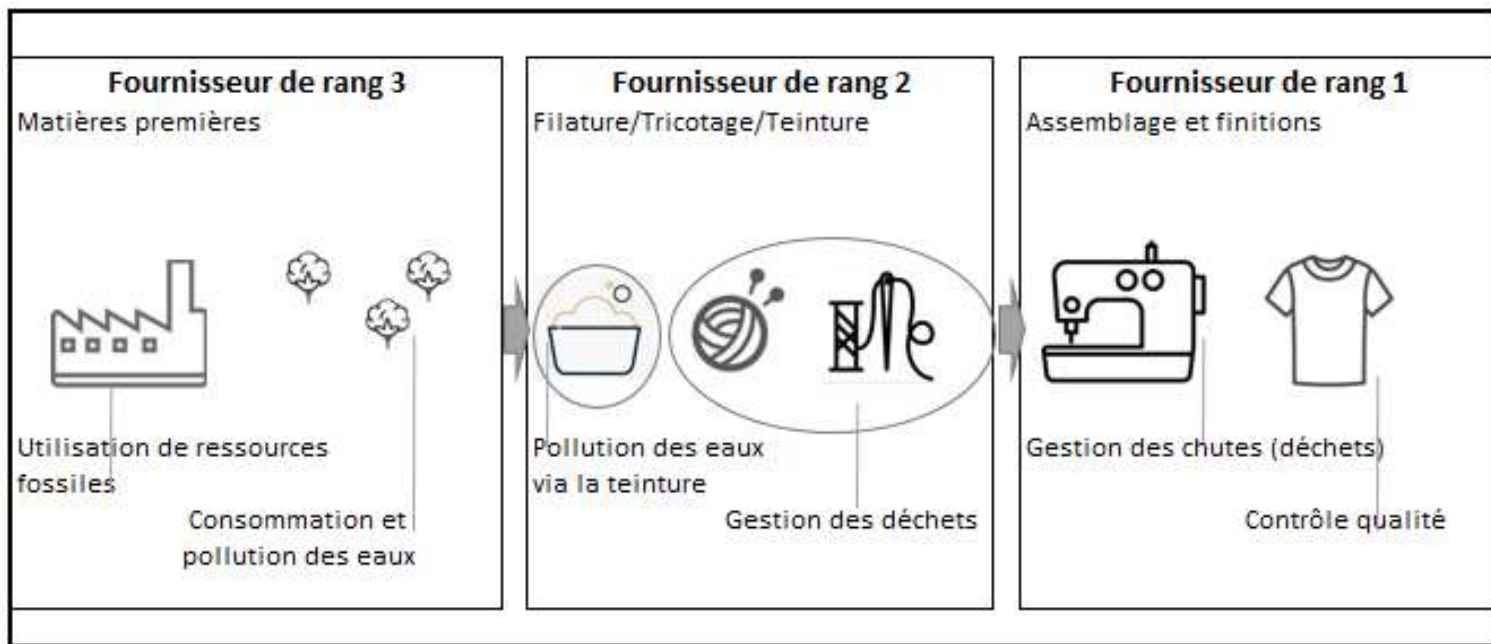 Fournisseur de rang 3
Matières premières
Utilisation de ressources
fossiles
Consommation et
pollution des eaux
Fournisseur de rang 2
Filature/Tricotage/Teinture
Pollution des eaux
via la teinture
Gestion des déchets
Fournisseur de rang 1
Assemblage et finitions
Gestion des chutes (déchets)
Contrôle qualité